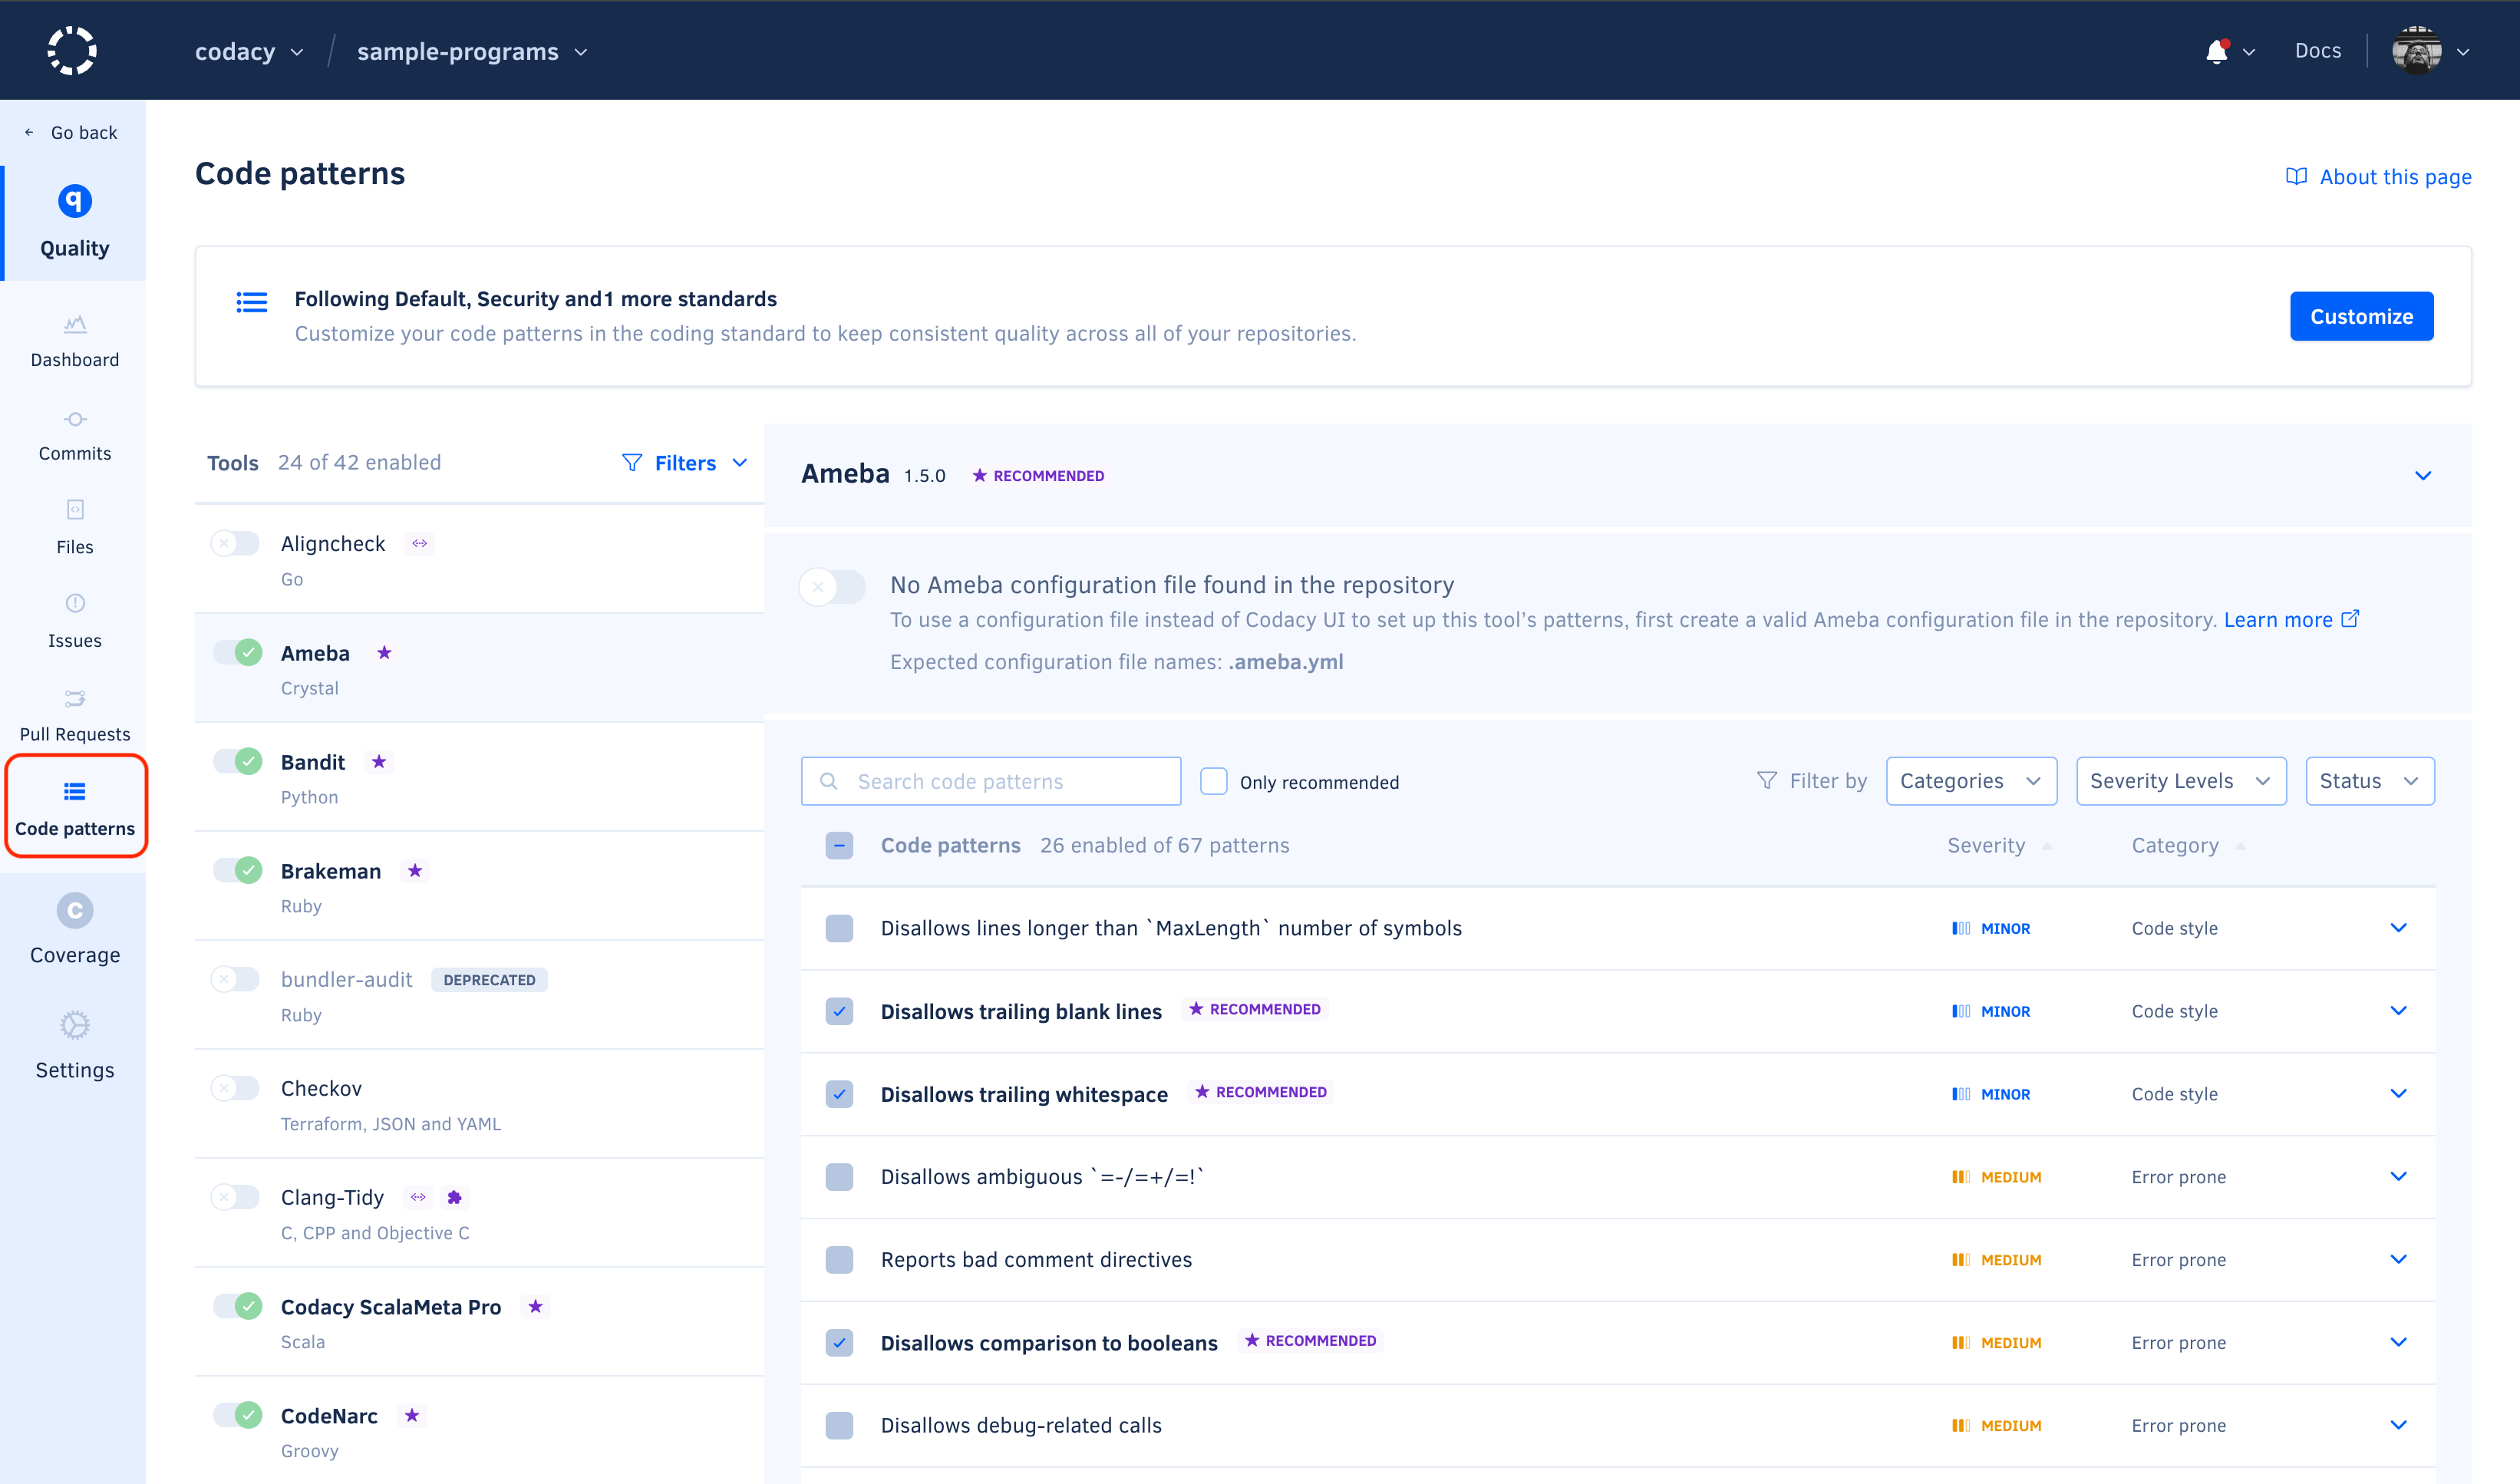 codacy / sample-programs
Docs
Go back
Quality
Dashboard
Commits
Files
Issues
Pull Requests
Code patterns
Coverage
Settings
Code patterns
About this page
Following Default, Security and1 more standards
Customize your code patterns in the coding standard to keep consistent quality across all of your repositories.
Customize
Tools 24 of 42 enabled Filters
Aligncheck
Go
Ameba
Crystal
Bandit
Python
Brakeman
Ruby
bundler-audit DEPRECATED
Ruby
Checkov
Terraform, JSON and YAML
Clang-Tidy
C, CPP and Objective C
Codacy ScalaMeta Pro
Scala
CodeNarc
Groovy
Ameba 1.5.0 RECOMMENDED
No Ameba configuration file found in the repository
To use a configuration file instead of Codacy UI to set up this tool’s patterns, first create a valid Ameba configuration file in the repository. Learn more
Expected configuration file names: .ameba.yml
Search code patterns Only recommended Filter by Categories Severity Levels Status
Code patterns 26 enabled of 67 patterns Severity Category
Disallows lines longer than `MaxLength` number of symbols MINOR Code style
Disallows trailing blank lines RECOMMENDED MINOR Code style
Disallows trailing whitespace RECOMMENDED MINOR Code style
Disallows ambiguous `=-/=+/=!` MEDIUM Error prone
Reports bad comment directives MEDIUM Error prone
Disallows comparison to booleans RECOMMENDED MEDIUM Error prone
Disallows debug-related calls MEDIUM Error prone